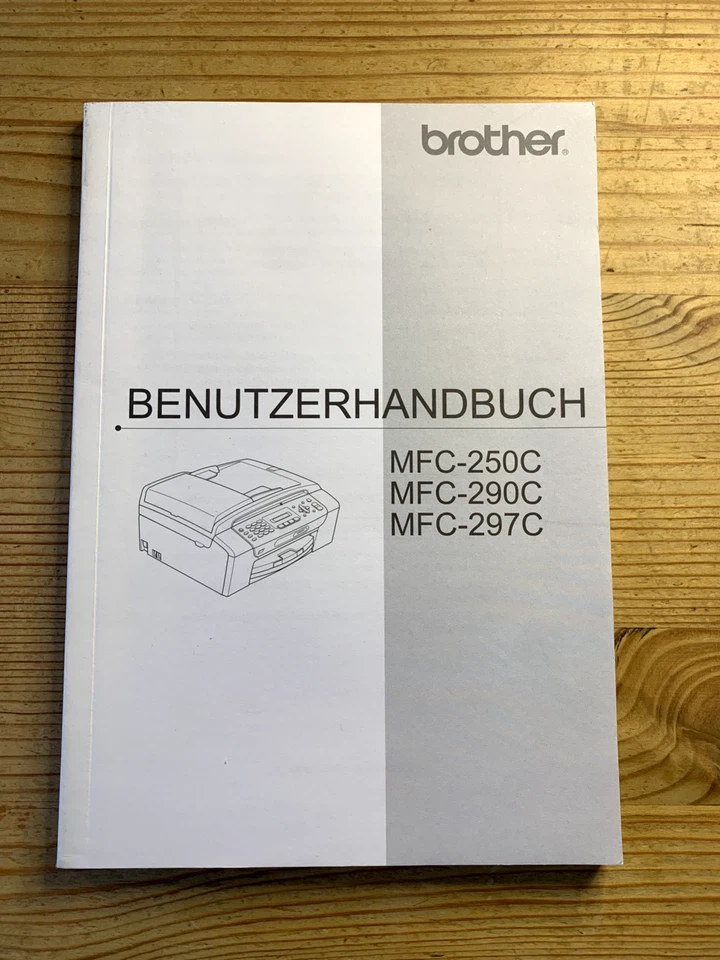 brother®
BENUTZERHANDBUCH
MFC-250C
MFC-290C
MFC-297C